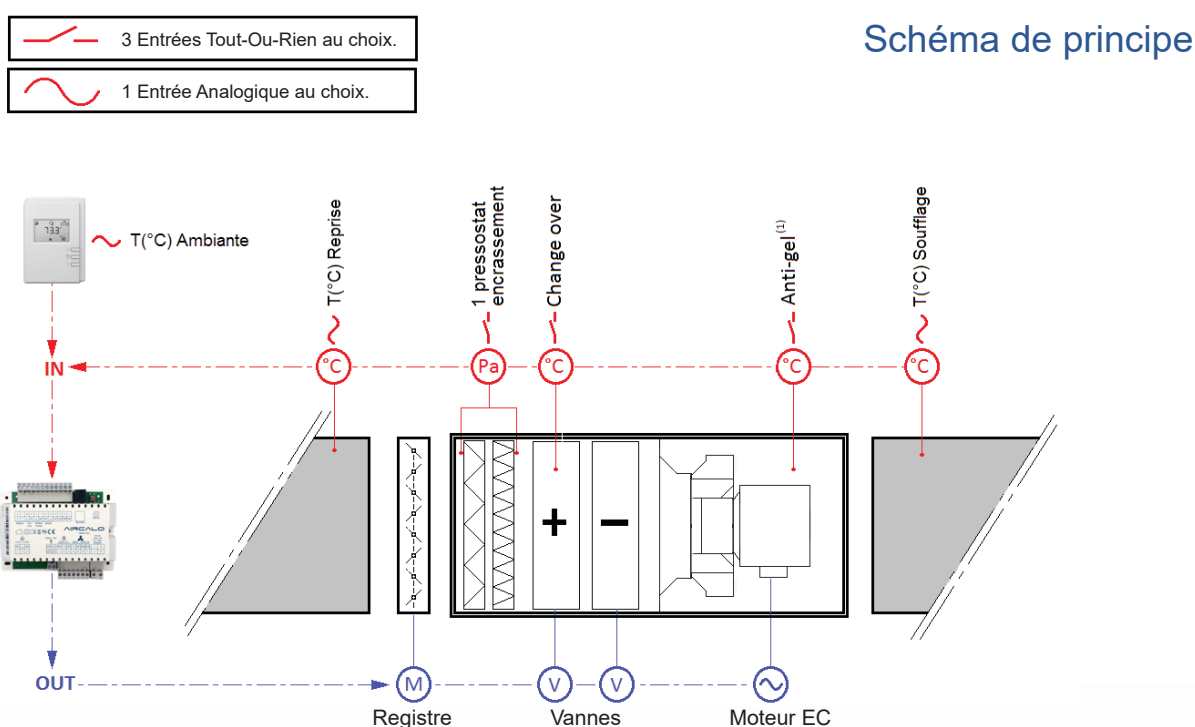 3 Entrées Tout-Ou-Rien au choix.
1 Entrée Analogique au choix.
Schéma de principe
T(°C) Ambiante
T(°C) Reprise
1 pressostat
encrassement
Change over
Anti-gel(1)
T(°C) Soufflage
IN
°C
Pa
°C
°C
°C
+
−
AIRCALO
OUT
M
V
V
Registre
Vannes
Moteur EC